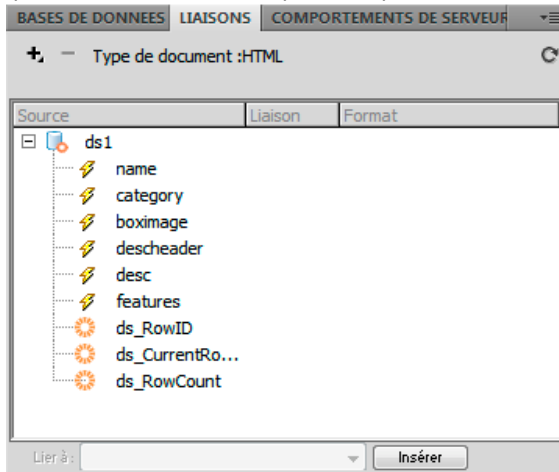 BASES DE DONNEES LIAISONS COMPORTEMENTS DE SERVEUR
Type de document :HTML
Source Liaison Format
ds1
name
category
boximage
descheader
desc
features
ds_RowID
ds_CurrentRo...
ds_RowCount
Lier à : Insérer